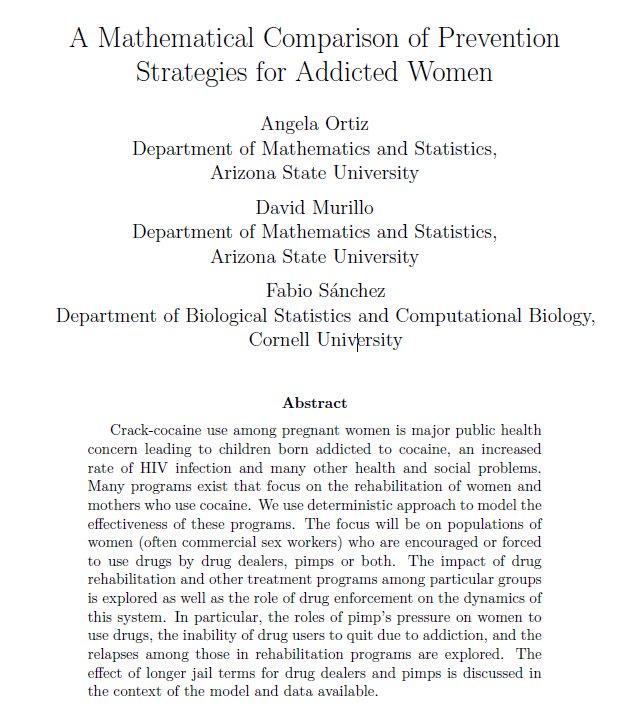 A Mathematical Comparison of Prevention
Strategies for Addicted Women
Angela Ortiz
Department of Mathematics and Statistics,
Arizona State University
David Murillo
Department of Mathematics and Statistics,
Arizona State University
Fabio Sánchez
Department of Biological Statistics and Computational Biology,
Cornell University
Abstract
Crack-cocaine use among pregnant women is major public health
concern leading to children born addicted to cocaine, an increased
rate of HIV infection and many other health and social problems.
Many programs exist that focus on the rehabilitation of women and
mothers who use cocaine. We use deterministic approach to model the
effectiveness of these programs. The focus will be on populations of
women (often commercial sex workers) who are encouraged or forced
to use drugs by drug dealers, pimps or both. The impact of drug
rehabilitation and other treatment programs among particular groups
is explored as well as the role of drug enforcement on the dynamics of
this system. In particular, the roles of pimp's pressure on women to
use drugs, the inability of drug users to quit due to addiction, and the
relapses among those in rehabilitation programs are explored. The
effect of longer jail terms for drug dealers and pimps is discussed in
the context of the model and data available.